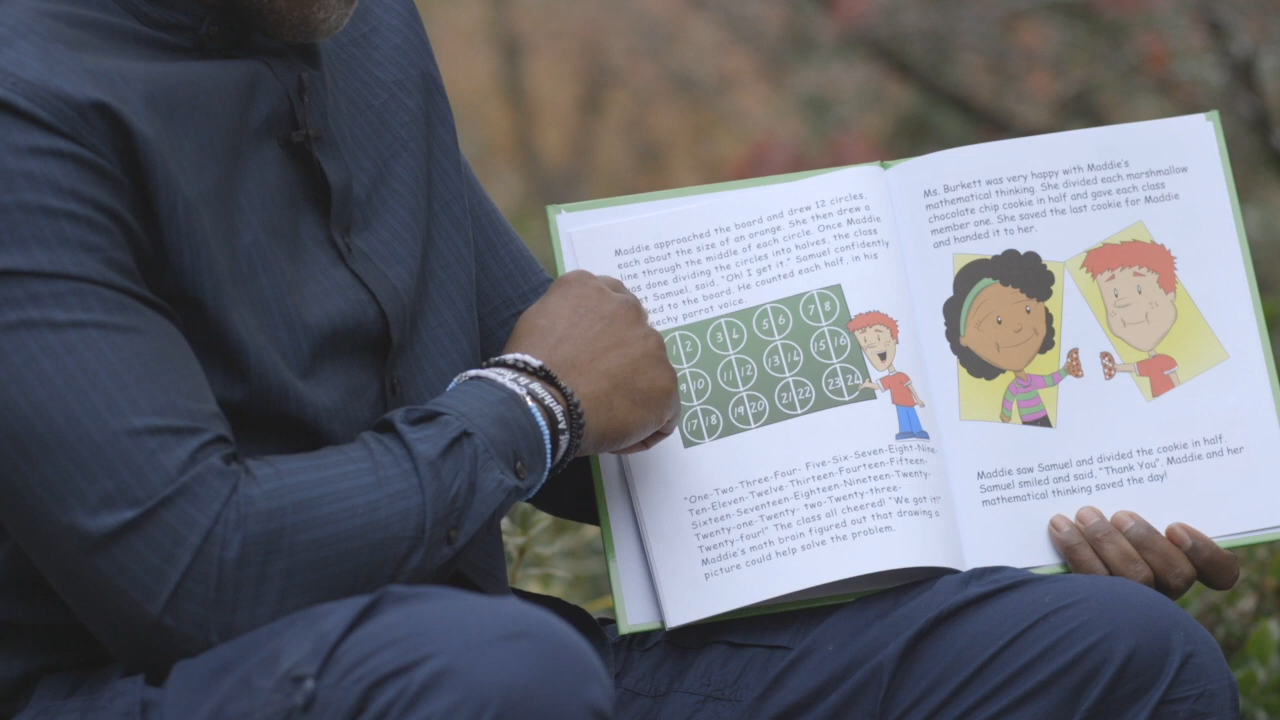 Maddie approached the board and drew 12 circles,
each about the size of an orange. She then drew a
line through the middle of each circle. Once Maddie
was done dividing the circles into halves, the class
Samuel, said, "Oh! I get it." Samuel confidently
to the board. He counted each half, in his
parrot voice.
1 2 3 4 5 6 7 8
9 10 11 12 13 14 15 16
17 18 19 20 21 22 23 24
"One-Two-Three-Four- Five-Six-Seven-Eight-Nine-
Ten-Eleven-Twelve-Thirteen-Fourteen-Fifteen-
Sixteen-Seventeen-Eighteen-Nineteen-Twenty-
Twenty-one-Twenty- two-Twenty-three-
Twenty-four!" The class all cheered! "We got it!"
Maddie's math brain figured out that drawing a
picture could help solve the problem.
Ms. Burkett was very happy with Maddie's
mathematical thinking. She divided each marshmallow
chocolate chip cookie in half and gave each class
member one. She saved the last cookie for Maddie
and handed it to her.
Maddie saw Samuel and divided the cookie in half.
Samuel smiled and said, "Thank You". Maddie and her
mathematical thinking saved the day!
Anything Is